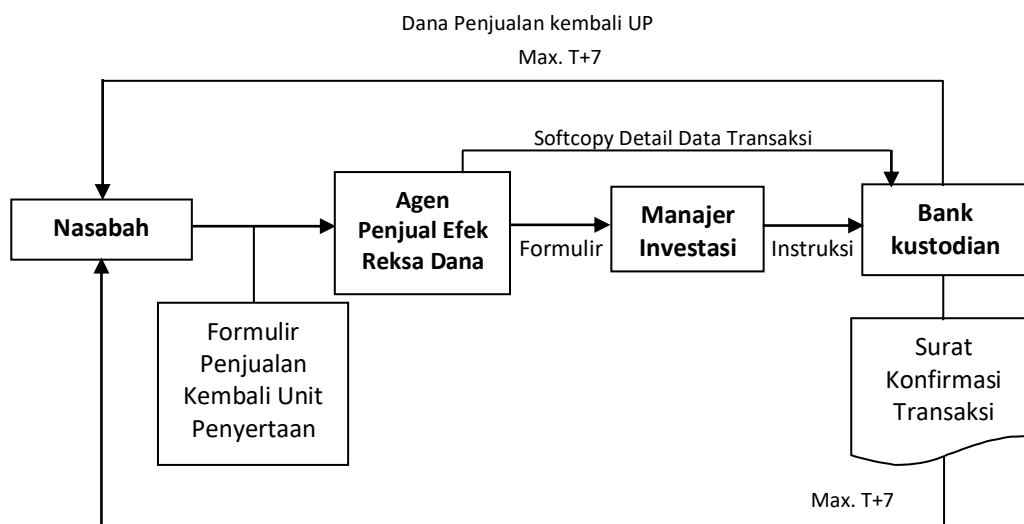 Dana Penjualan kembali UP
Max. T+7
Softcopy Detail Data Transaksi
Nasabah
Agen
Penjual Efek
Reksa Dana
Formulir
Manajer
Investasi
Instruksi
Bank
kustodian
Formulir
Penjualan
Kembali Unit
Penyertaan
Surat
Konfirmasi
Transaksi
Max. T+7